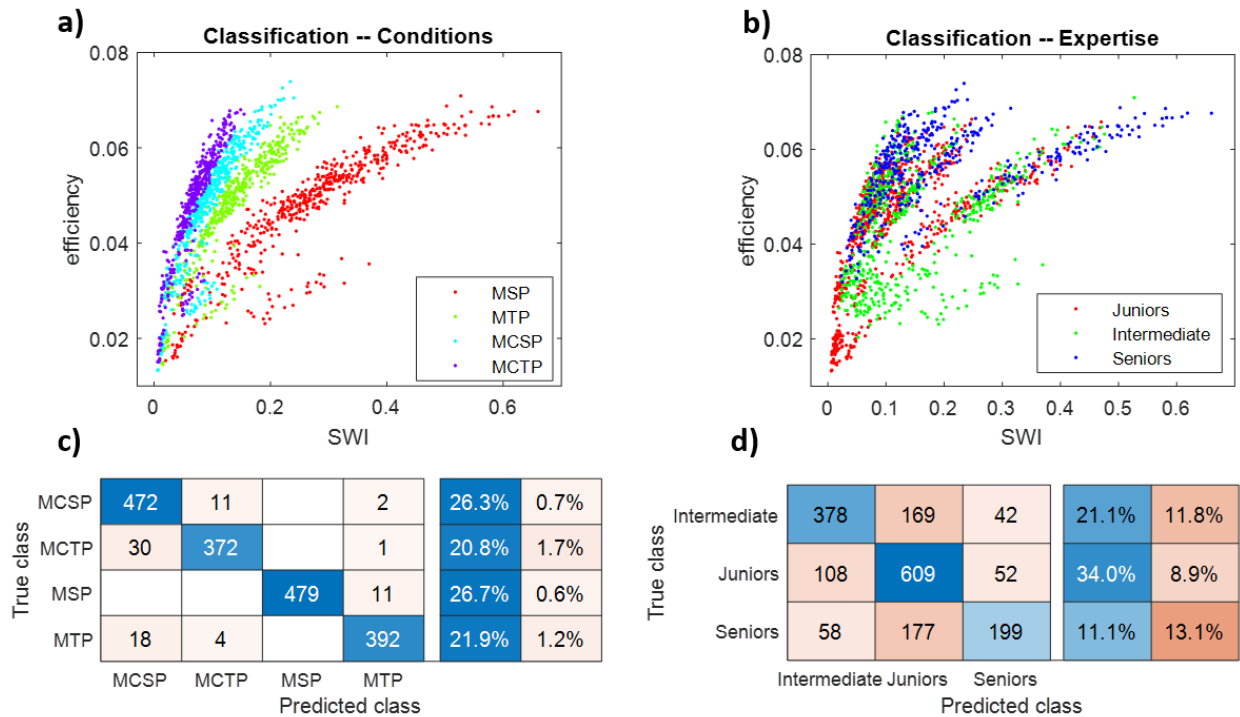 a)
Classification -- Conditions
0.08
0.06
0.04
0.02
efficiency
0 0.2 0.4 0.6
SWI
MSP
MTP
MCSP
MCTP
b)
Classification -- Expertise
0.08
0.06
0.04
0.02
efficiency
0 0.1 0.2 0.3 0.4 0.5 0.6
SWI
Juniors
Intermediate
Seniors
c)
True class
MCSP 472 11 2 26.3% 0.7%
MCTP 30 372 1 20.8% 1.7%
MSP 479 11 26.7% 0.6%
MTP 18 4 392 21.9% 1.2%
MCSP MCTP MSP MTP
Predicted class
d)
True class
Intermediate 378 169 42 21.1% 11.8%
Juniors 108 609 52 34.0% 8.9%
Seniors 58 177 199 11.1% 13.1%
Intermediate Juniors Seniors
Predicted class